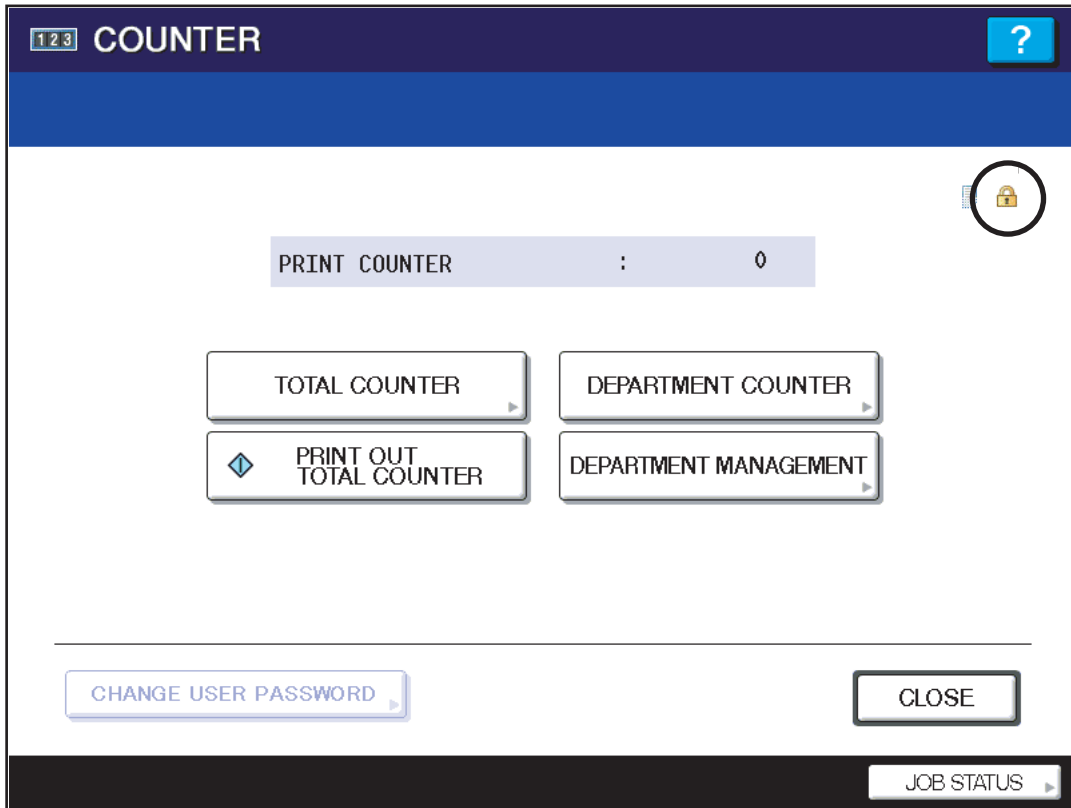 123 COUNTER
?
PRINT COUNTER : 0
TOTAL COUNTER
DEPARTMENT COUNTER
PRINT OUT
TOTAL COUNTER
DEPARTMENT MANAGEMENT
CHANGE USER PASSWORD
CLOSE
JOB STATUS